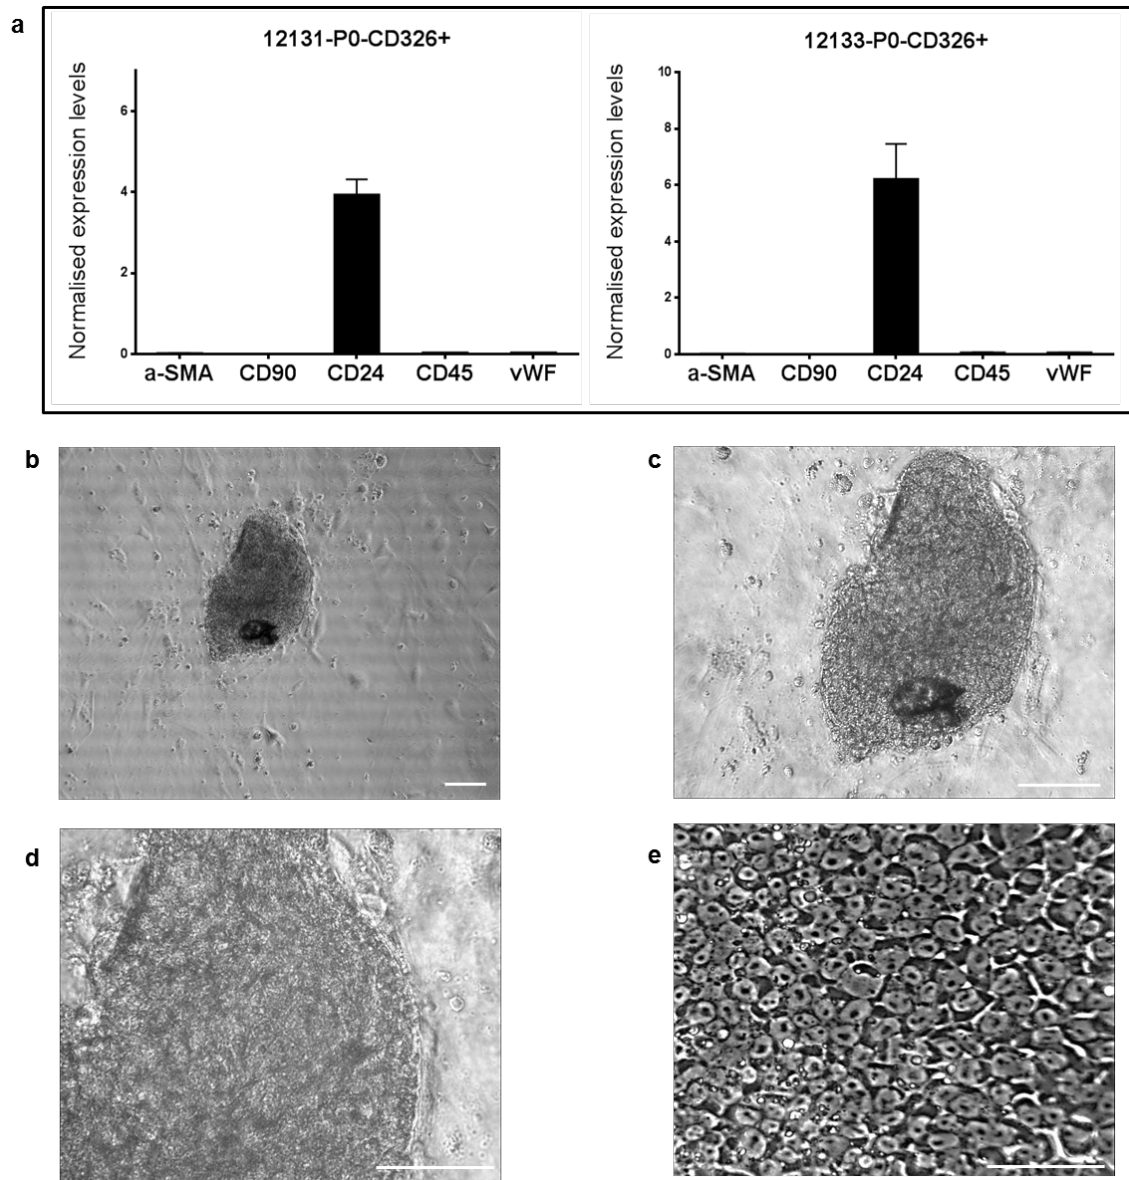 a
12131-P0-CD326+
Normalised expression levels
6
4
2
0
a-SMA CD90 CD24 CD45 vWF
12133-P0-CD326+
Normalised expression levels
10
8
6
4
2
0
a-SMA CD90 CD24 CD45 vWF
b
c
d
e